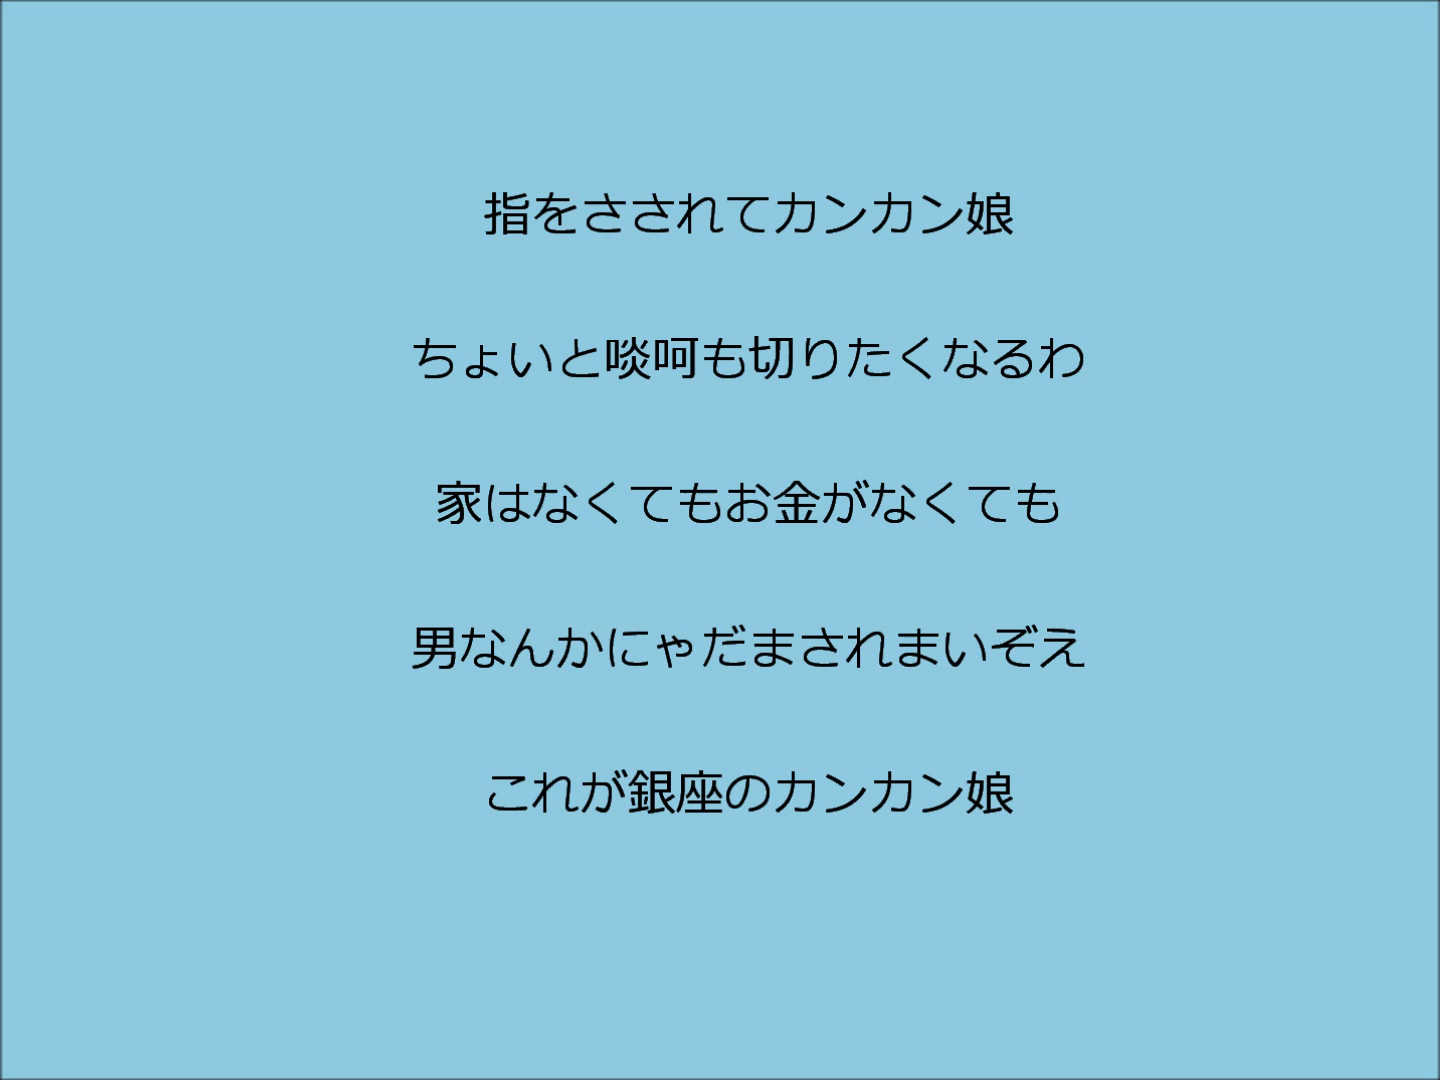 指をさされてカンカン娘
ちょいと啖呵も切りたくなるわ
家はなくてもお金がなくても
男なんかにゃだまされまいぞえ
これが銀座のカンカン娘